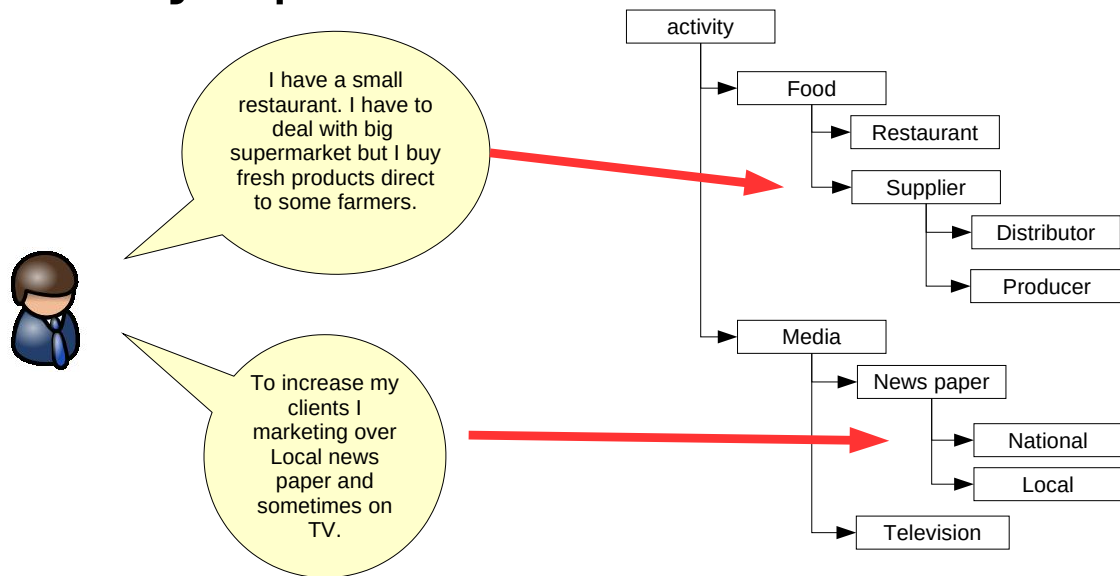 activity
I have a small
restaurant. I have to
deal with big
supermarket but I buy
fresh products direct
to some farmers.
Food
Restaurant
Supplier
Distributor
Producer
Media
To increase my
clients I
marketing over
Local news
paper and
sometimes on
TV.
News paper
National
Local
Television